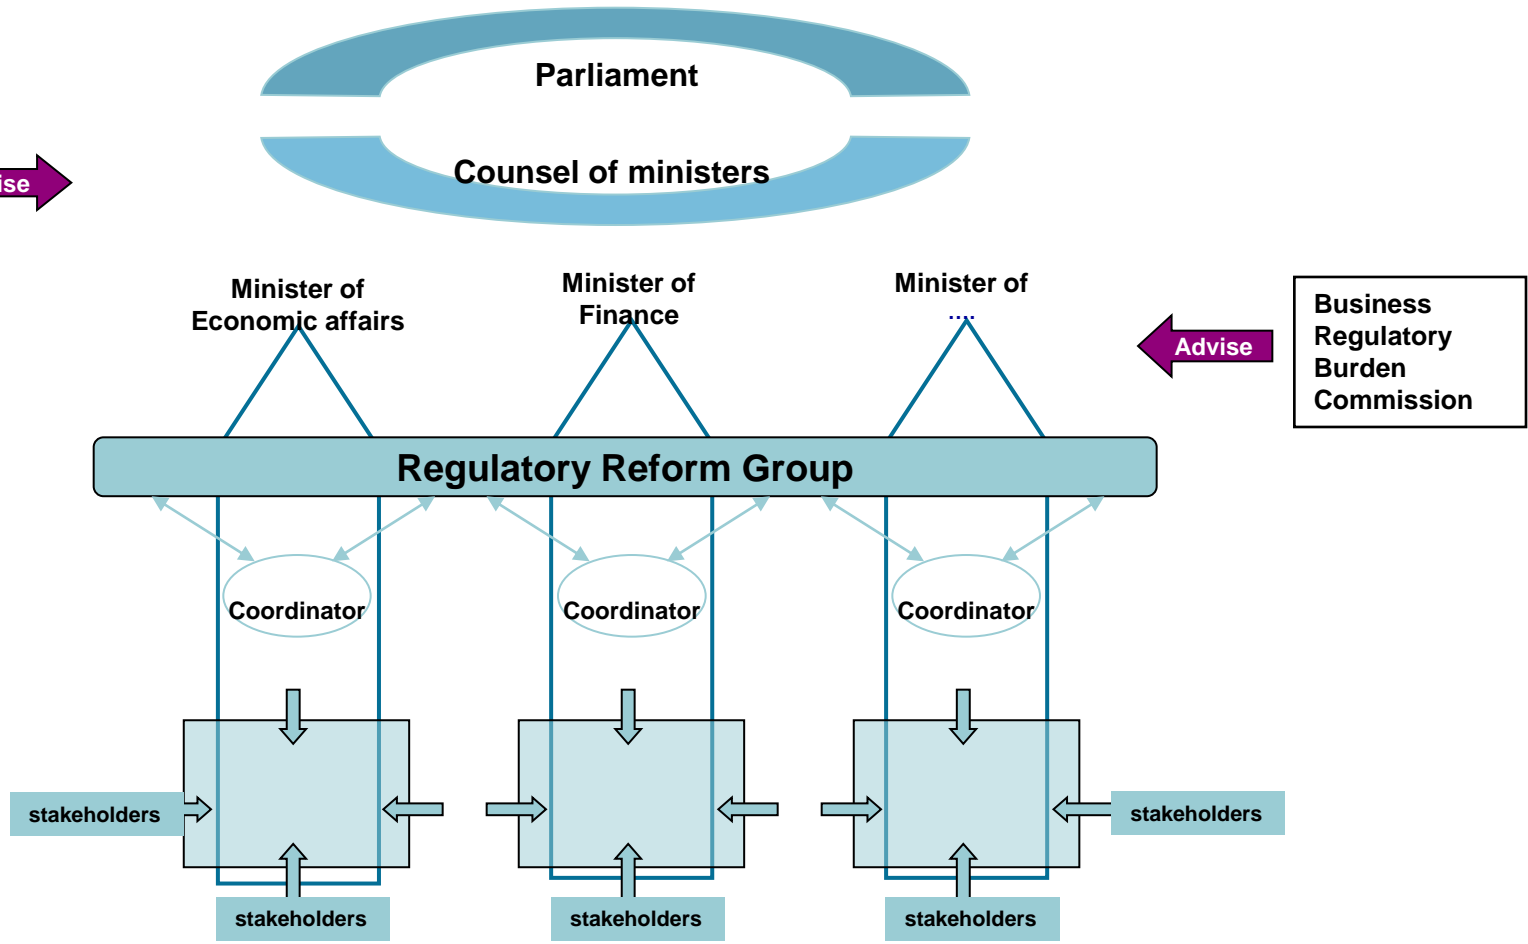 Parliament
Counsel of ministers
ise
Minister of
Economic affairs
Minister of
Finance
Minister of
....
Advise
Business
Regulatory
Burden
Commission
Regulatory Reform Group
Coordinator
Coordinator
Coordinator
stakeholders
stakeholders
stakeholders
stakeholders
stakeholders